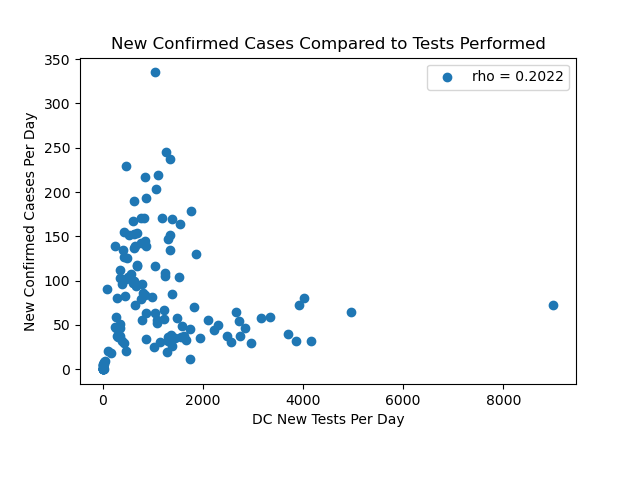 New Confirmed Cases Compared to Tests Performed
rho = 0.2022
350
300
250
200
150
100
50
0
New Confirmed Caeses Per Day
0 2000 4000 6000 8000
DC New Tests Per Day